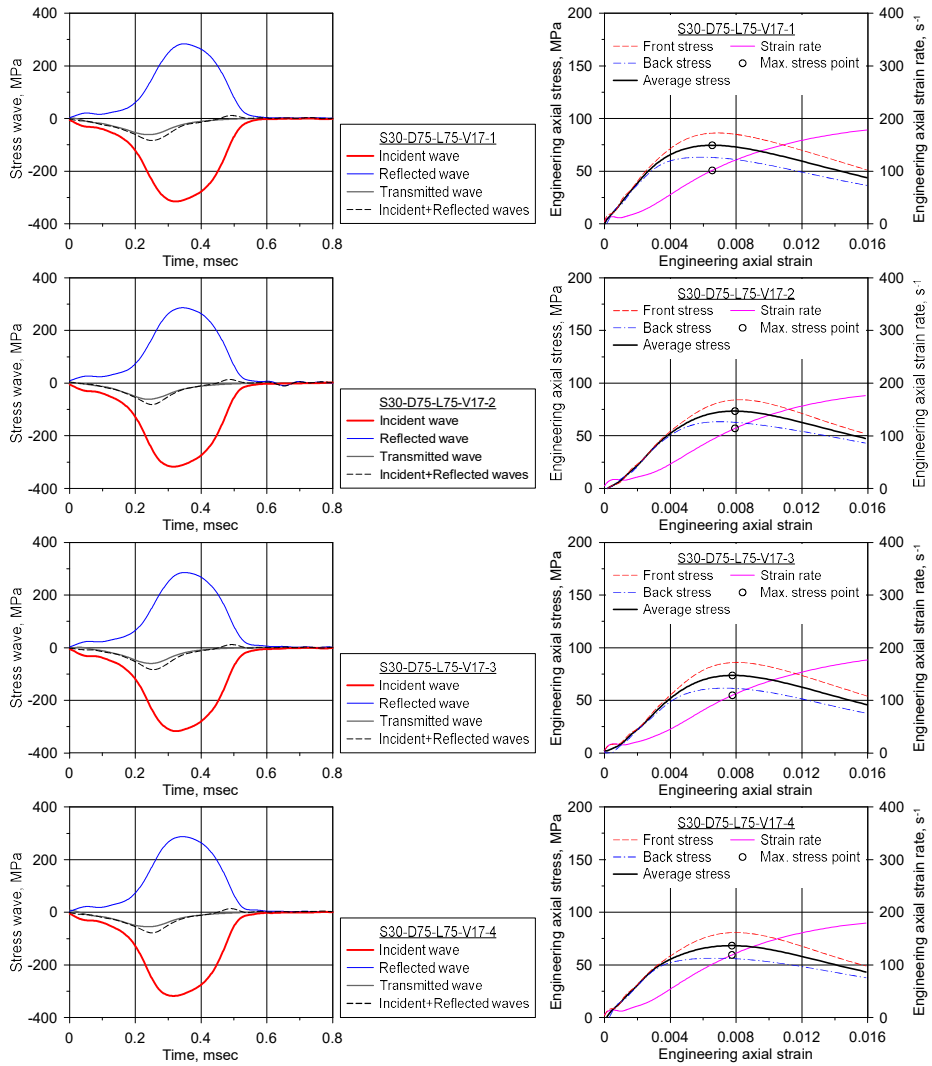 400
200
0
-200
-400
Stress wave, MPa
0
0.2
0.4
0.6
0.8
Time, msec
S30-D75-L75-V17-1
Incident wave
Reflected wave
Transmitted wave
Incident+Reflected waves
200
150
100
50
0
Engineering axial stress, MPa
S30-D75-L75-V17-1
Front stress
Strain rate
Back stress
Max. stress point
Average stress
400
300
200
100
0
Engineering axial strain rate, s-1
0
0.004
0.008
0.012
0.016
Engineering axial strain
400
200
0
-200
-400
Stress wave, MPa
0
0.2
0.4
0.6
0.8
Time, msec
S30-D75-L75-V17-2
Incident wave
Reflected wave
Transmitted wave
Incident+Reflected waves
200
150
100
50
0
Engineering axial stress, MPa
S30-D75-L75-V17-2
Front stress
Strain rate
Back stress
Max. stress point
Average stress
400
300
200
100
0
Engineering axial strain rate, s-1
0
0.004
0.008
0.012
0.016
Engineering axial strain
400
200
0
-200
-400
Stress wave, MPa
0
0.2
0.4
0.6
0.8
Time, msec
S30-D75-L75-V17-3
Incident wave
Reflected wave
Transmitted wave
Incident+Reflected waves
200
150
100
50
0
Engineering axial stress, MPa
S30-D75-L75-V17-3
Front stress
Strain rate
Back stress
Max. stress point
Average stress
400
300
200
100
0
Engineering axial strain rate, s-1
0
0.004
0.008
0.012
0.016
Engineering axial strain
400
200
0
-200
-400
Stress wave, MPa
0
0.2
0.4
0.6
0.8
Time, msec
S30-D75-L75-V17-4
Incident wave
Reflected wave
Transmitted wave
Incident+Reflected waves
200
150
100
50
0
Engineering axial stress, MPa
S30-D75-L75-V17-4
Front stress
Strain rate
Back stress
Max. stress point
Average stress
400
300
200
100
0
Engineering axial strain rate, s-1
0
0.004
0.008
0.012
0.016
Engineering axial strain